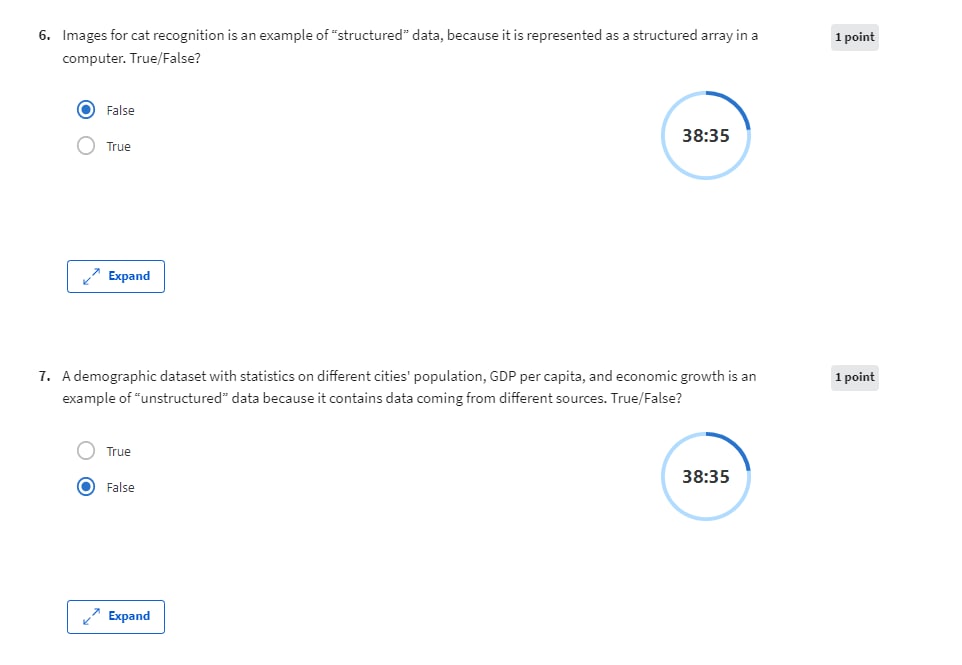 6. Images for cat recognition is an example of “structured” data, because it is represented as a structured array in a
computer. True/False?
1 point
False
True
38:35
Expand
7. A demographic dataset with statistics on different cities' population, GDP per capita, and economic growth is an
example of “unstructured” data because it contains data coming from different sources. True/False?
1 point
True
False
38:35
Expand